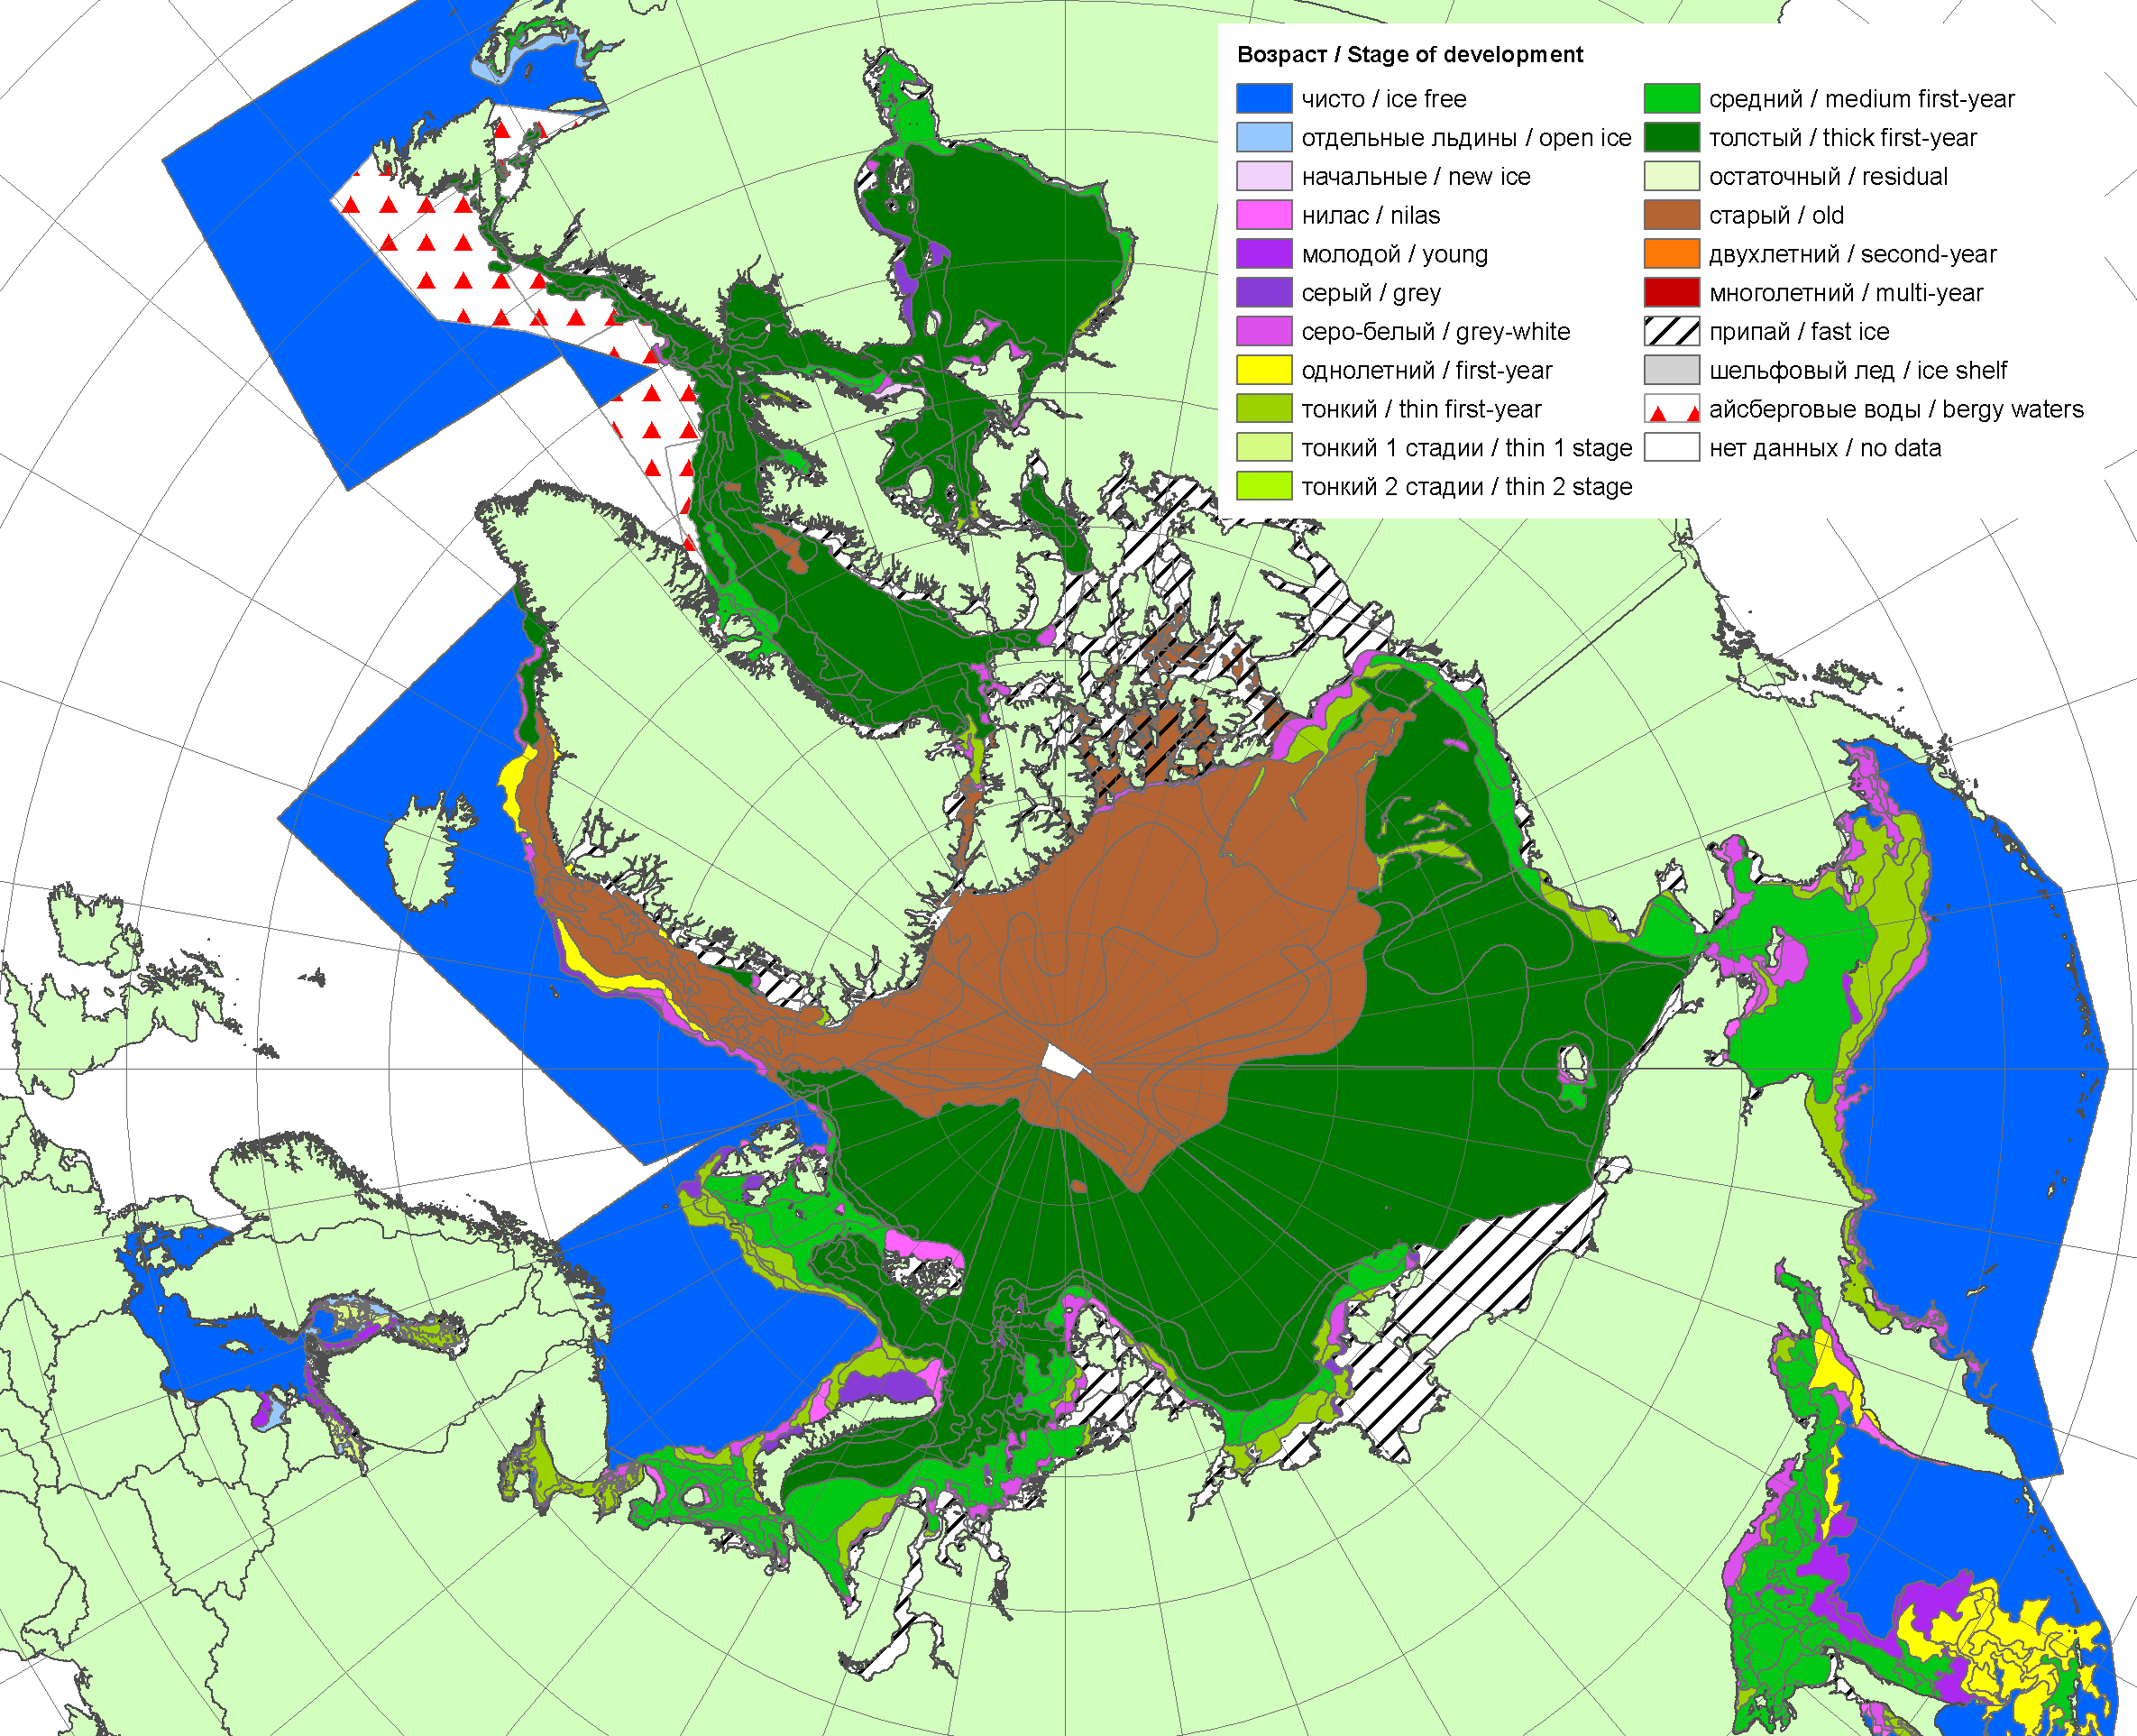 Возраст / Stage of development
чисто / ice free
отдельные льдины / open ice
начальные / new ice
нилас / nilas
молодой / young
серый / grey
серо-белый / grey-white
однолетний / first-year
тонкий / thin first-year
тонкий 1 стадии / thin 1 stage
тонкий 2 стадии / thin 2 stage
средний / medium first-year
толстый / thick first-year
остаточный / residual
старый / old
двухлетний / second-year
многолетний / multi-year
припай / fast ice
шельфовый лед / ice shelf
айсберговые воды / bergy waters
нет данных / no data